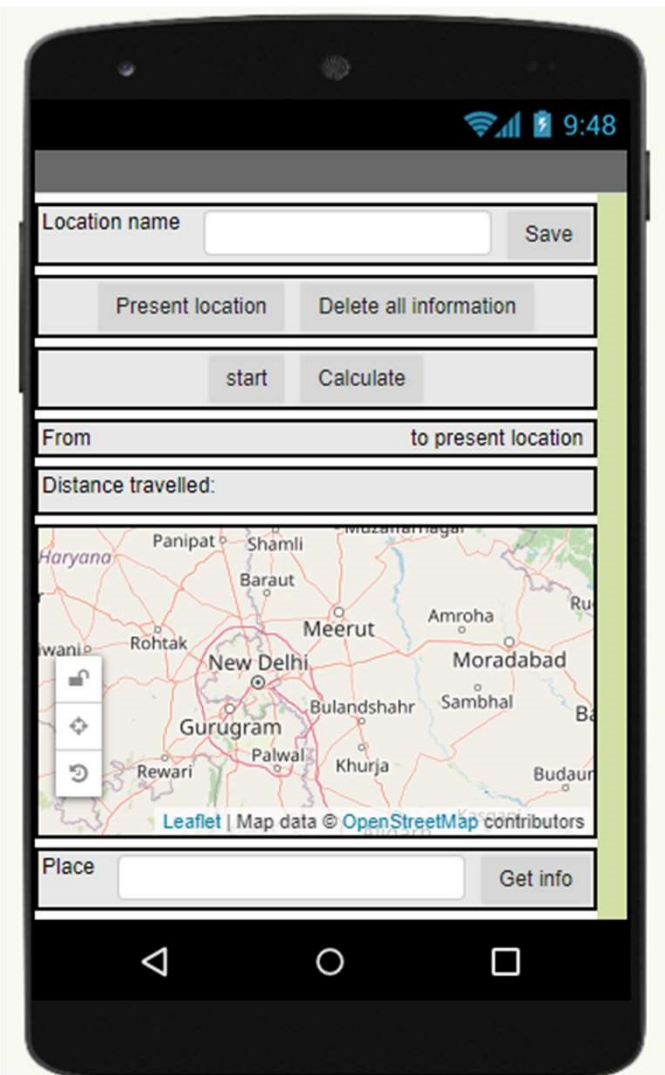 9:48
Location name Save
Present location Delete all information
start Calculate
From to present location
Distance travelled:
Panipat Shamli Muzaffarnagar
Haryana
Baraut
Meerut Amroha
Rohtak
New Delhi Moradabad
Bulandshahr Sambhal
Gurugram
Palwal
Rewari Khurja Budaun
Leaflet | Map data © OpenStreetMap contributors
Place Get info